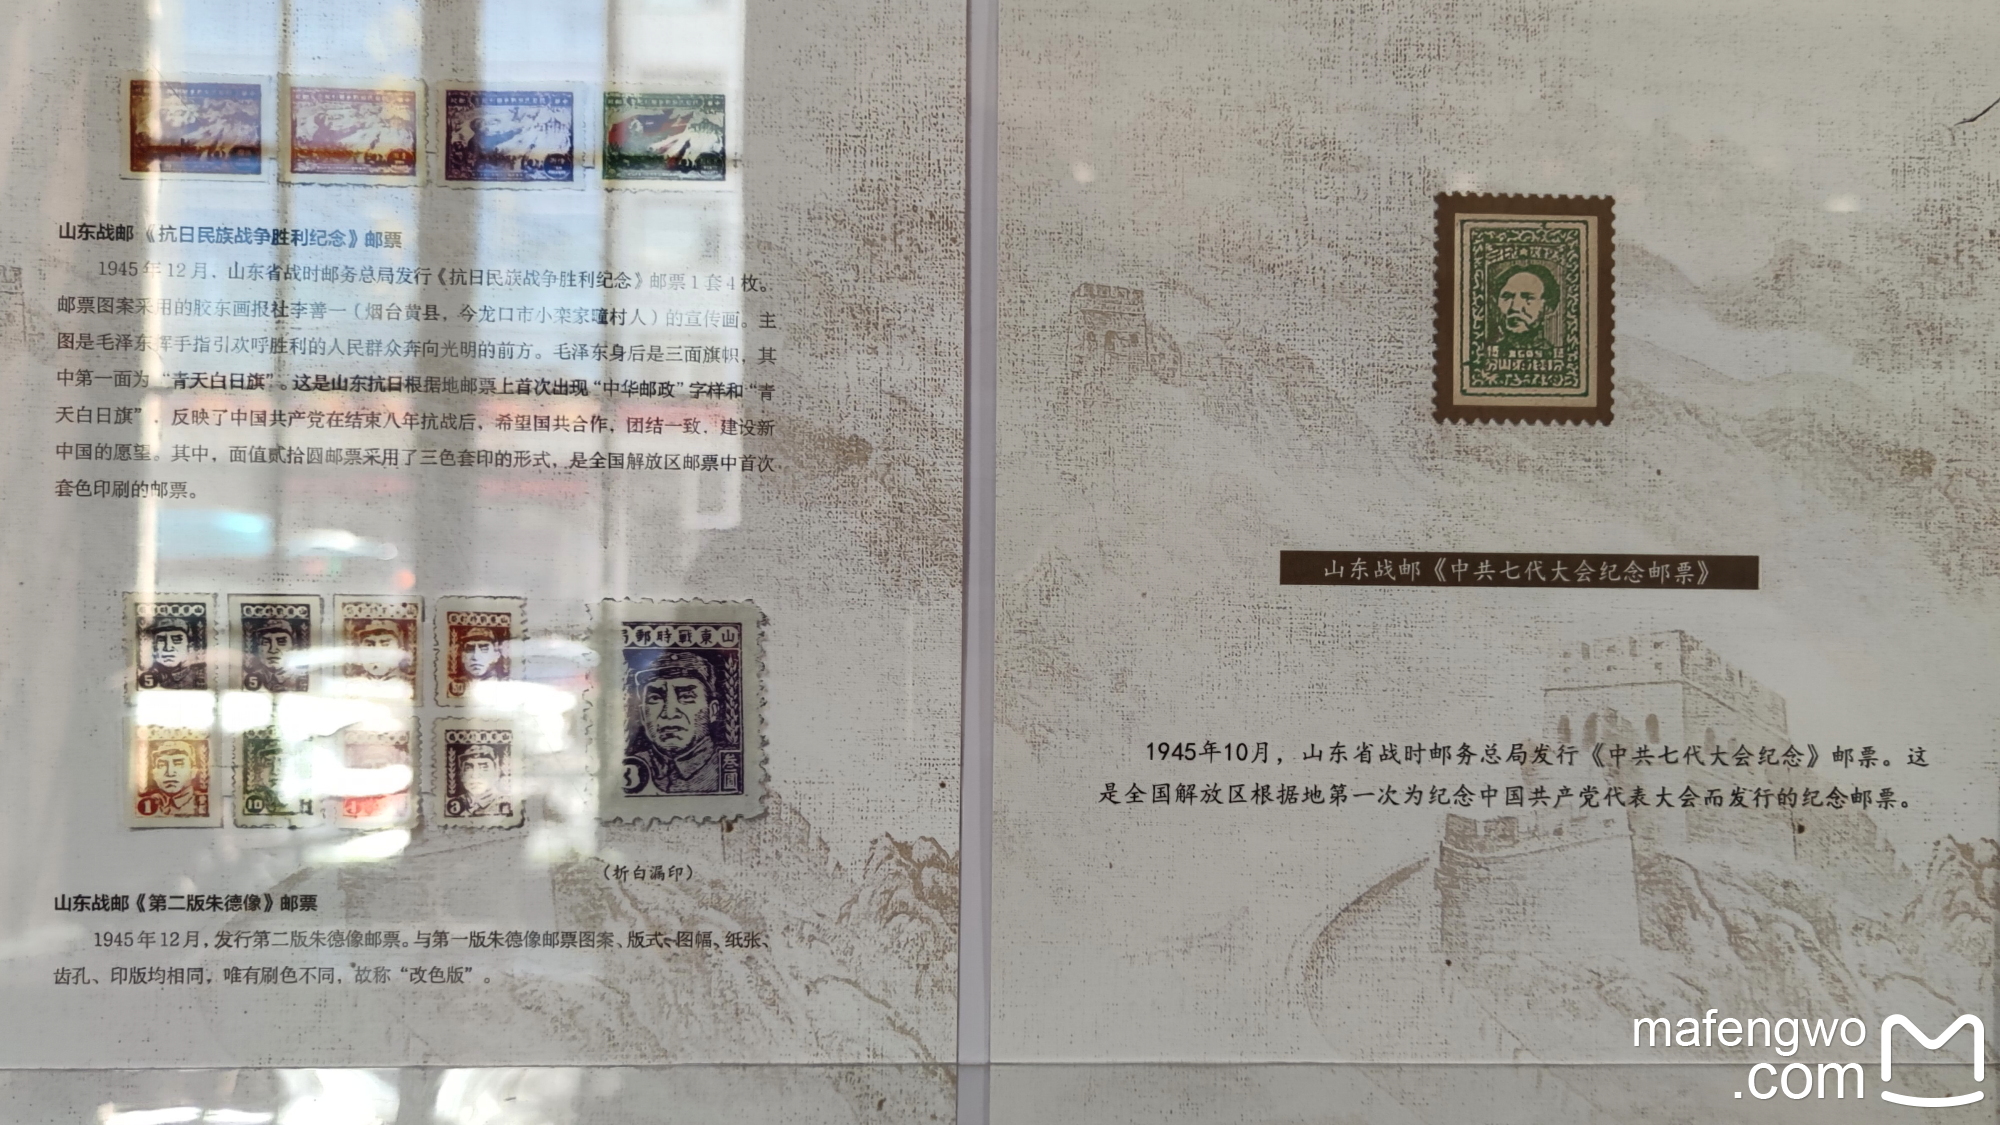 山东战邮《抗日民族战争胜利纪念》邮票
1945年12月、山东省战时邮务总局发行《抗日民族战争胜利纪念》邮票1套4枚。
邮票图案采用的胶东画报社李善一（烟台黄县，今龙口市小栾家疃村人）的宣传画。主
图是毛泽东挥手指引欢呼胜利的人民群众奔向光明的前方。毛泽东身后是三面旗帜，其
中第一面为“青天白日旗”。这是山东抗日根据地邮票上首次出现“中华邮政”字样和“青
天白日旗”，反映了中国共产党在结束八年抗战后，希望国共合作，团结一致，建设新
中国的愿望。其中，面值贰拾圆邮票采用了三色套印的形式，是全国解放区邮票中首次
套色印刷的邮票。
5
5
1
10
3
局郵時戰東山
叁圓
3
（折白漏印）
山东战邮《第二版朱德像》邮票
1945年12月，发行第二版朱德像邮票。与第一版朱德像邮票图案、版式、图幅、纸张、
齿孔、印版均相同，唯有刷色不同，故称“改色版”。
山东战邮《中共七代大会纪念邮票》
1945年10月，山东省战时邮务总局发行《中共七代大会纪念》邮票。这
是全国解放区根据地第一次为纪念中国共产党代表大会而发行的纪念邮票。
mafengwo
.com